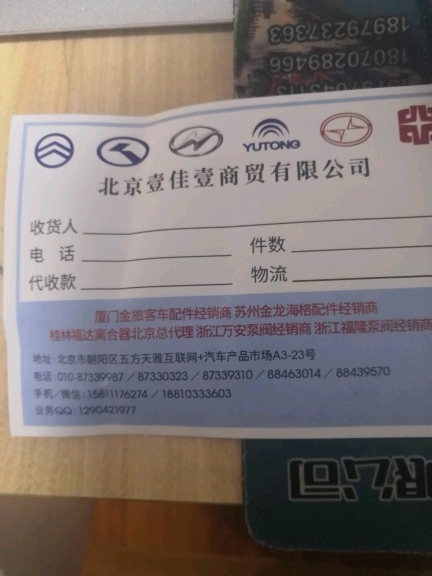 18979237363
18070289466
YUTONG
北京壹佳壹商贸有限公司
收货人
电 话
件数
代收款
物流
厦门金旅客车配件经销商 苏州金龙海格配件经销商
桂林福达离合器北京总代理 浙江万安泵阀经销商 浙江福隆泵阀经销商
地址:北京市朝阳区五方天雅互联网+汽车产品市场A3-23号
电话:010-87339987 / 87330323 / 87339310 / 88463014 / 88439570
手机/微信:15811176274 / 18810333603
业务QQ:1290421977
限公司